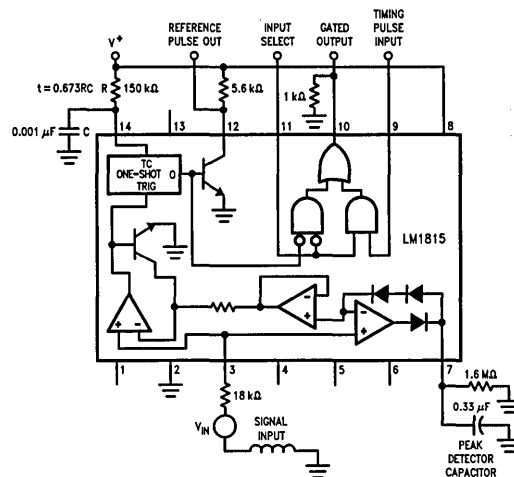 REFERENCE
PULSE OUT
INPUT
SELECT
GATED
OUTPUT
TIMING
PULSE
INPUT
V+
t = 0.673RC R
150 kΩ
5.6 kΩ
1 kΩ
0.001 μF
C
14
13
12
11
10
9
8
TC
ONE-SHOT
TRIG
Q
LM1815
+
-
-
+
-
+
1
2
3
4
5
6
7
18 kΩ
VIN
SIGNAL
INPUT
1.6 MΩ
0.33 μF
PEAK
DETECTOR
CAPACITOR